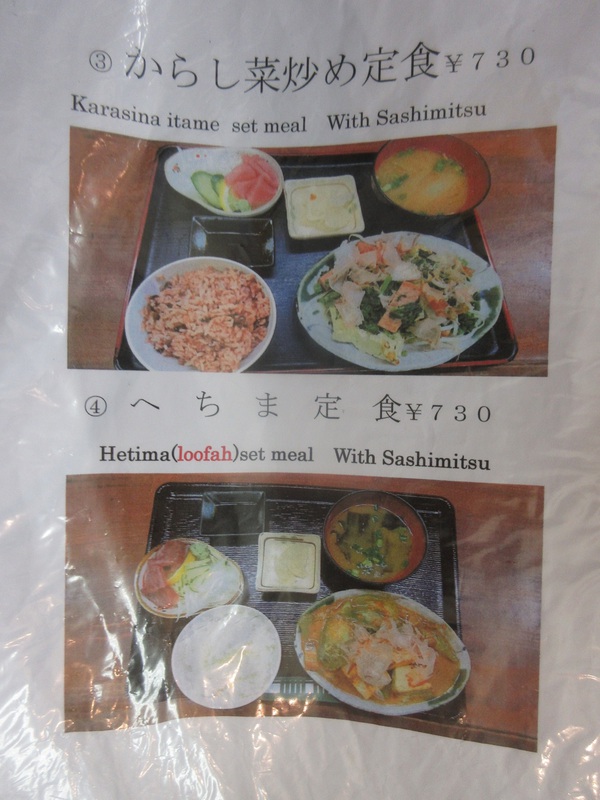 ③ からし菜炒め定食￥７３０
Karasina itame set meal With Sashimitsu
④ へちま定食￥７３０
Hetima(loofah)set meal With Sashimitsu